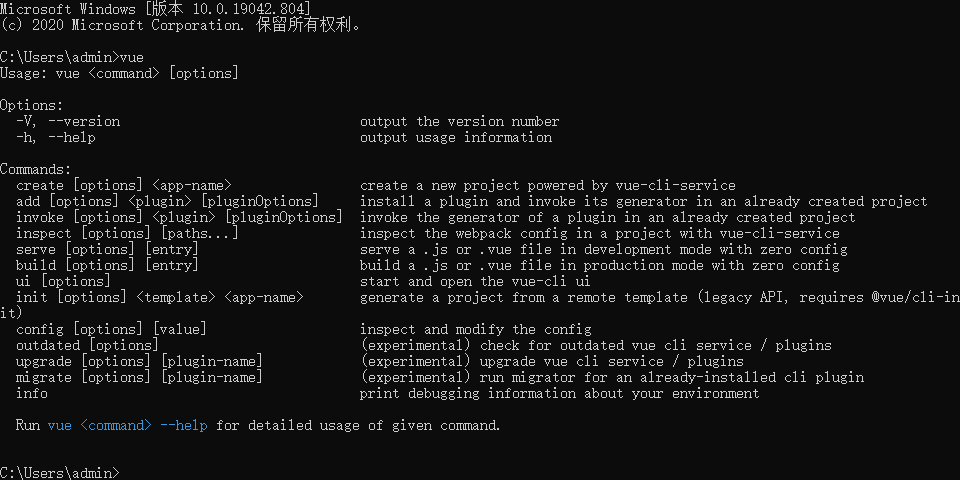 Microsoft Windows [版本 10.0.19042.804]
(c) 2020 Microsoft Corporation. 保留所有权利。
C:\Users\admin>vue
Usage: vue <command> [options]
Options:
  -V, --version                              output the version number
  -h, --help                                 output usage information
Commands:
  create [options] <app-name>                create a new project powered by vue-cli-service
  add [options] <plugin> [pluginOptions]     install a plugin and invoke its generator in an already created project
  invoke [options] <plugin> [pluginOptions]  invoke the generator of a plugin in an already created project
  inspect [options] [paths...]               inspect the webpack config in a project with vue-cli-service
  serve [options] [entry]                    serve a .js or .vue file in development mode with zero config
  build [options] [entry]                    build a .js or .vue file in production mode with zero config
  ui [options]                               start and open the vue-cli ui
  init [options] <template> <app-name>       generate a project from a remote template (legacy API, requires @vue/cli-in
it)
  config [options] [value]                   inspect and modify the config
  outdated [options]                         (experimental) check for outdated vue cli service / plugins
  upgrade [options] [plugin-name]            (experimental) upgrade vue cli service / plugins
  migrate [options] [plugin-name]            (experimental) run migrator for an already-installed cli plugin
  info                                       print debugging information about your environment
  Run vue <command> --help for detailed usage of given command.
C:\Users\admin>